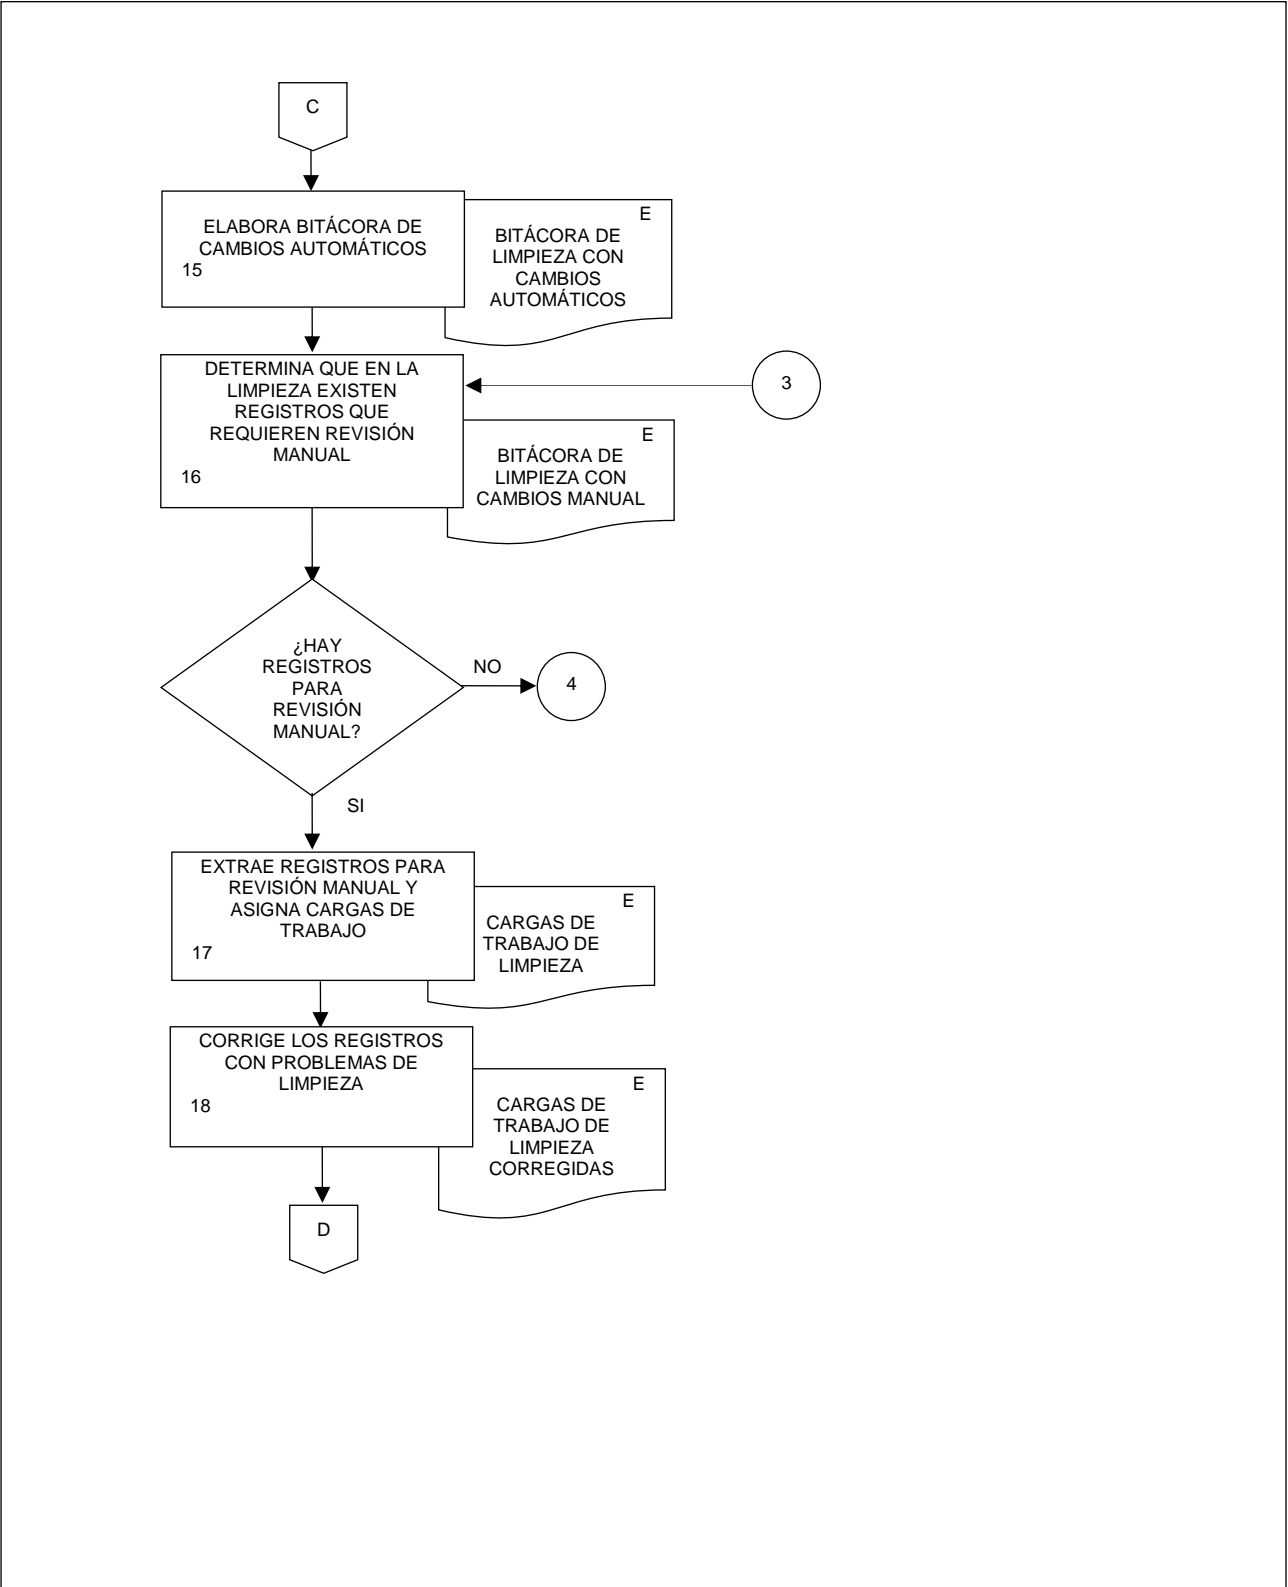 C
ELABORA BITÁCORA DE
CAMBIOS AUTOMÁTICOS
15
E
BITÁCORA DE
LIMPIEZA CON
CAMBIOS
AUTOMÁTICOS
DETERMINA QUE EN LA
LIMPIEZA EXISTEN
REGISTROS QUE
REQUIEREN REVISIÓN
MANUAL
16
3
E
BITÁCORA DE
LIMPIEZA CON
CAMBIOS MANUAL
¿HAY
REGISTROS
PARA
REVISIÓN
MANUAL?
NO
4
SI
EXTRAE REGISTROS PARA
REVISIÓN MANUAL Y
ASIGNA CARGAS DE
TRABAJO
17
E
CARGAS DE
TRABAJO DE
LIMPIEZA
CORRIGE LOS REGISTROS
CON PROBLEMAS DE
LIMPIEZA
18
E
CARGAS DE
TRABAJO DE
LIMPIEZA
CORREGIDAS
D